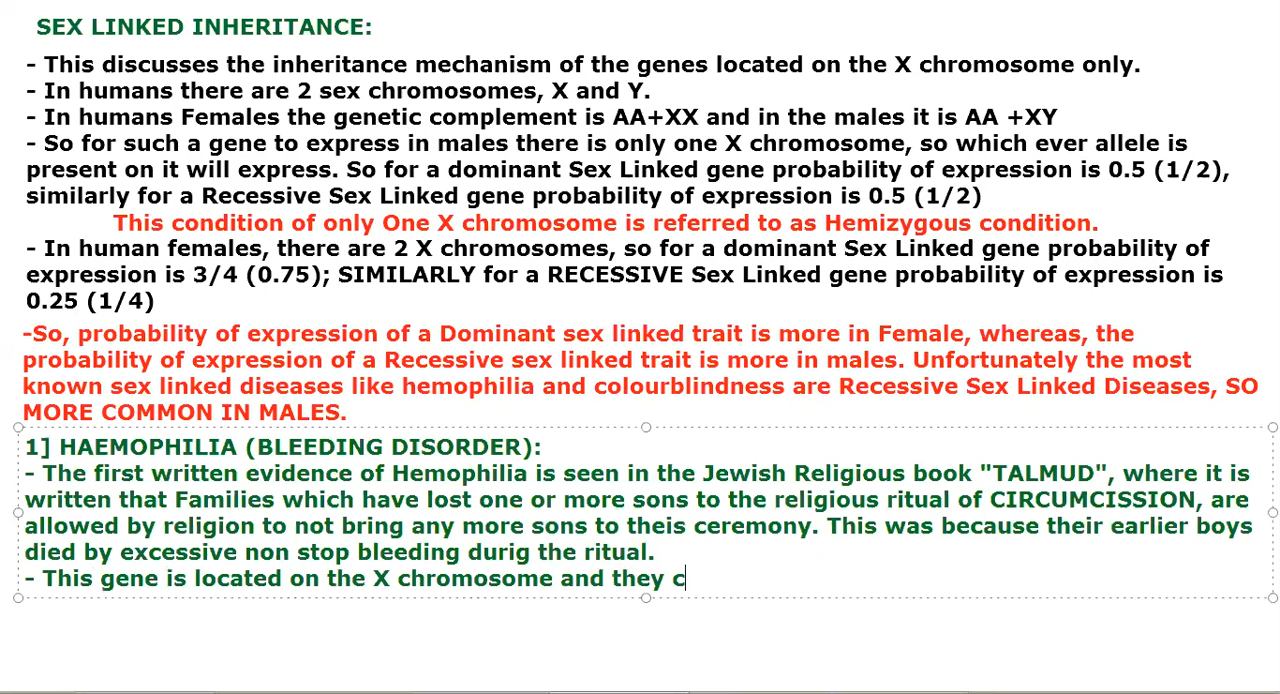 SEX LINKED INHERITANCE:
- This discusses the inheritance mechanism of the genes located on the X chromosome only.
- In humans there are 2 sex chromosomes, X and Y.
- In humans Females the genetic complement is AA+XX and in the males it is AA +XY
- So for such a gene to express in males there is only one X chromosome, so which ever allele is
present on it will express. So for a dominant Sex Linked gene probability of expression is 0.5 (1/2),
similarly for a Recessive Sex Linked gene probability of expression is 0.5 (1/2)
This condition of only One X chromosome is referred to as Hemizygous condition.
- In human females, there are 2 X chromosomes, so for a dominant Sex Linked gene probability of
expression is 3/4 (0.75); SIMILARLY for a RECESSIVE Sex Linked gene probability of expression is
0.25 (1/4)
-So, probability of expression of a Dominant sex linked trait is more in Female, whereas, the
probability of expression of a Recessive sex linked trait is more in males. Unfortunately the most
known sex linked diseases like hemophilia and colourblindness are Recessive Sex Linked Diseases, SO
MORE COMMON IN MALES.
1] HAEMOPHILIA (BLEEDING DISORDER):
- The first written evidence of Hemophilia is seen in the Jewish Religious book "TALMUD", where it is
written that Families which have lost one or more sons to the religious ritual of CIRCUMCISSION, are
allowed by religion to not bring any more sons to theis ceremony. This was because their earlier boys
died by excessive non stop bleeding durig the ritual.
- This gene is located on the X chromosome and they c